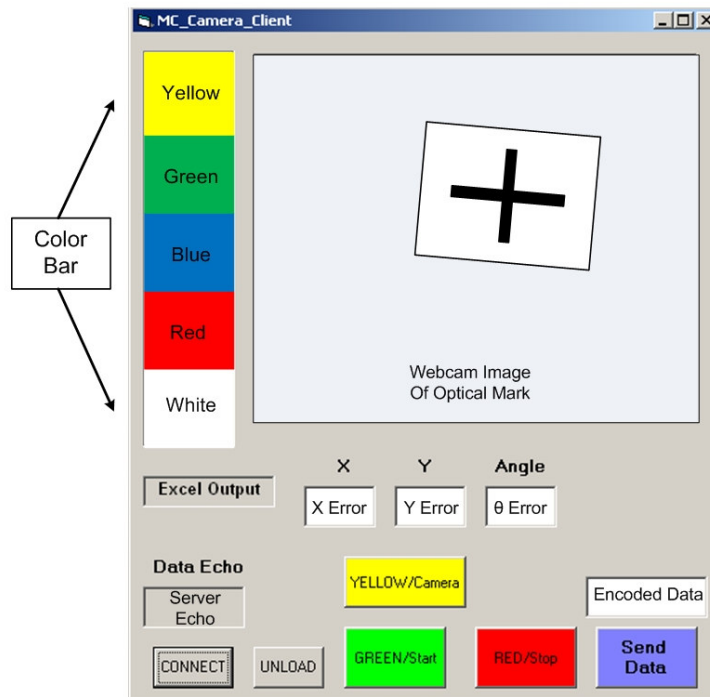 MC_Camera_Client
Yellow
Green
Color
Bar
Blue
Red
White
Webcam Image
Of Optical Mark
X Y Angle
Excel Output
X Error Y Error θ Error
Data Echo
YELLOW/Camera
Server
Echo
Encoded Data
CONNECT UNLOAD GREEN/Start RED/Stop
Send
Data